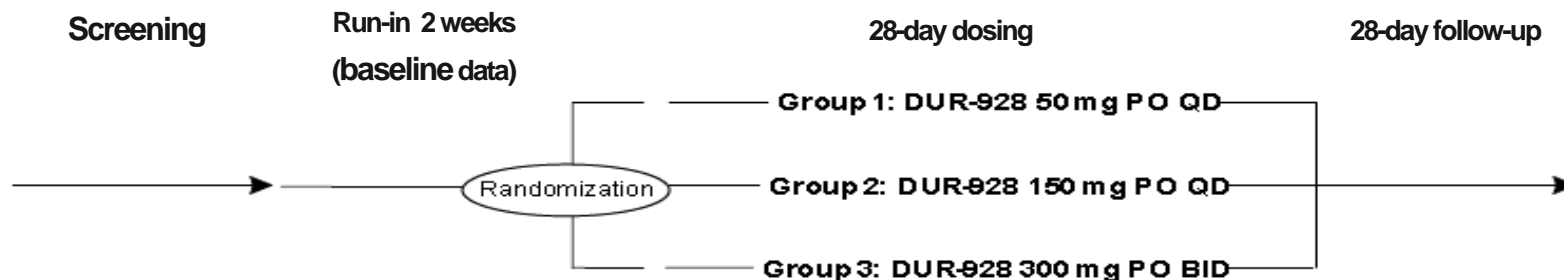 Screening
Run-in 2 weeks
(baseline data)
28-day dosing
28-day follow-up
Group 1: DUR-928 50 mg PO QD
Randomization
Group 2: DUR-928 150 mg PO QD
Group 3: DUR-928 300 mg PO BID